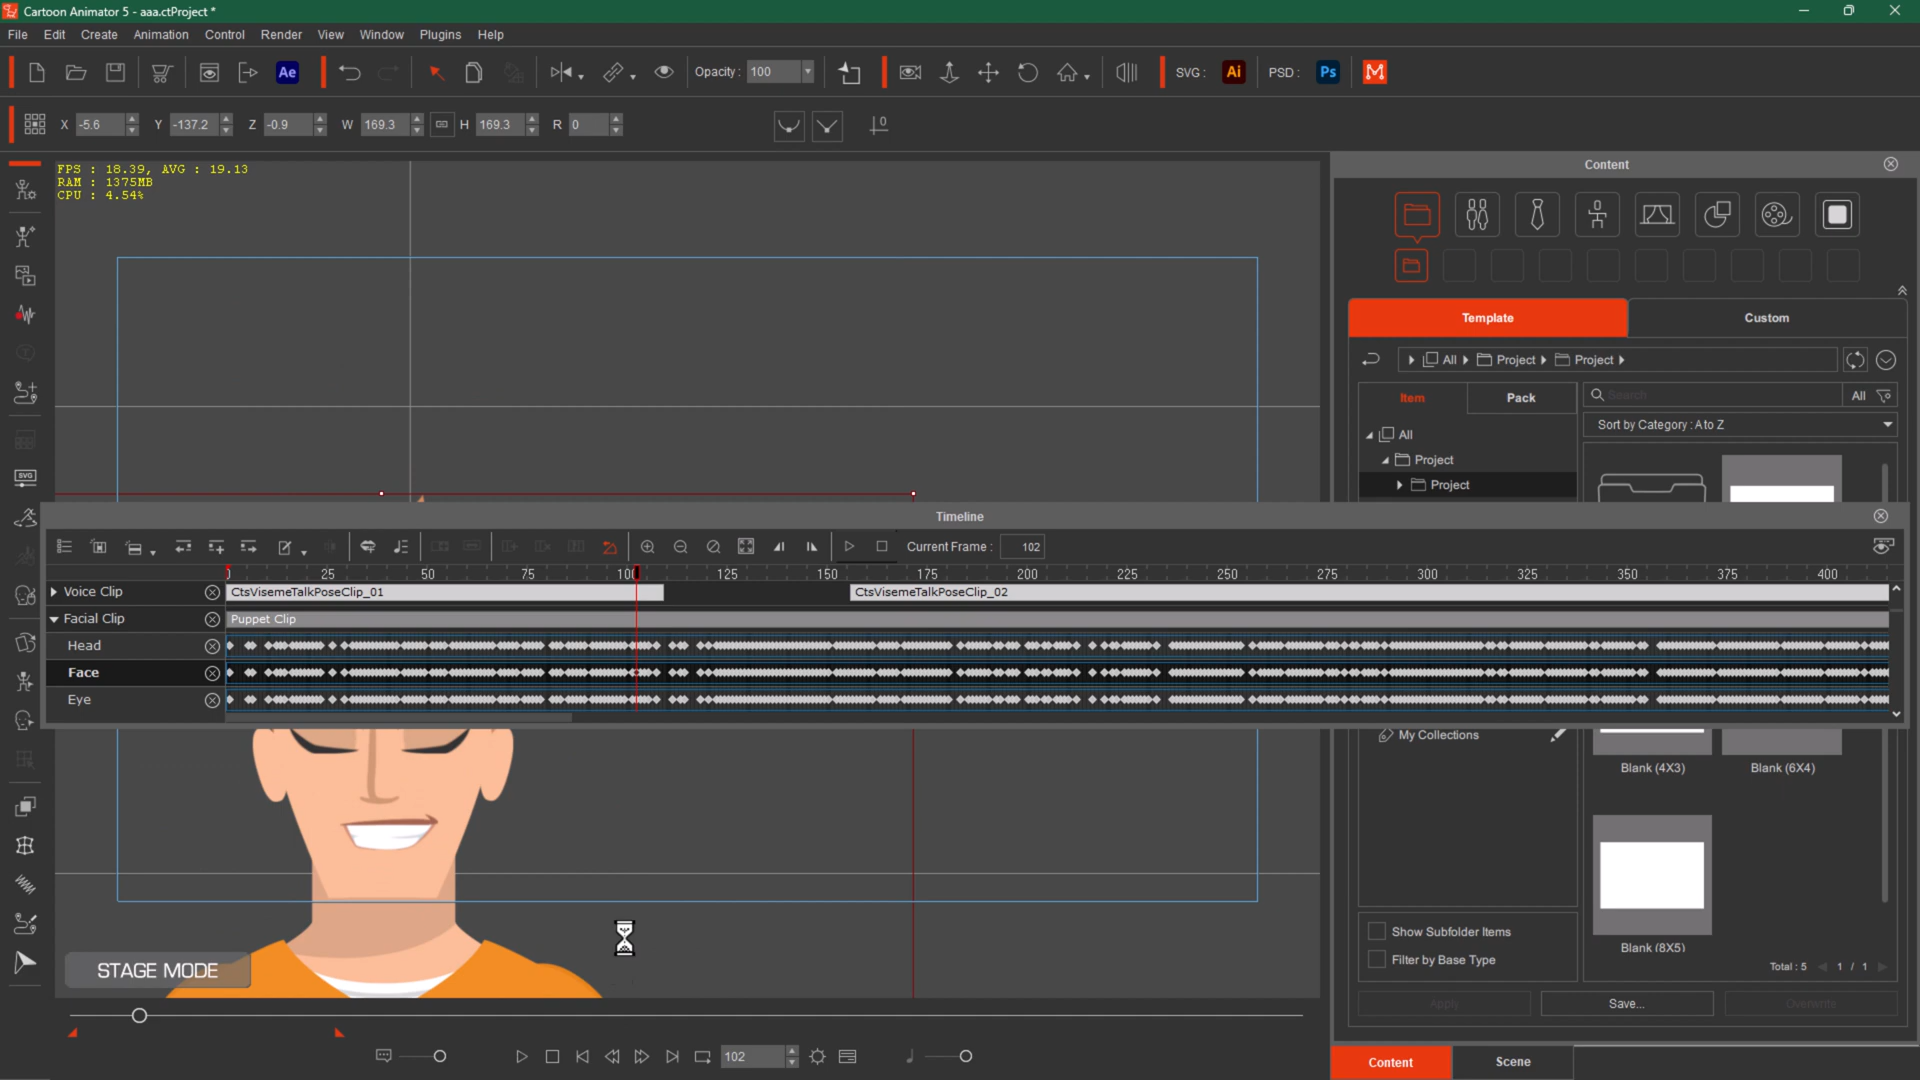 Cartoon Animator 5 - aaa.ctProject *
File Edit Create Animation Control Render View Window Plugins Help
Ae
Opacity : 100
SVG : Ai PSD : Ps
X -5.6 Y -137.2 Z -0.9 W 169.3 H 169.3 R 0
0
FPS : 18.39, AVG : 19.13
RAM : 1375MB
CPU : 4.54%
Content
Template Custom
All Project Project
Item Pack
Search All
Sort by Category : A to Z
All
Project
Project
SVG
Timeline
Current Frame : 102
0 25 50 75 100 125 150 175 200 225 250 275 300 325 350 375 400
Voice Clip CtsVisemeTalkPoseClip_01 CtsVisemeTalkPoseClip_02
Facial Clip Puppet Clip
Head
Face
Eye
My Collections
Blank (4X3) Blank (6X4)
Show Subfolder Items
Filter by Base Type
Blank (8X5)
Total : 5 1 / 1
STAGE MODE
Apply Save... Overwrite
102
Content Scene